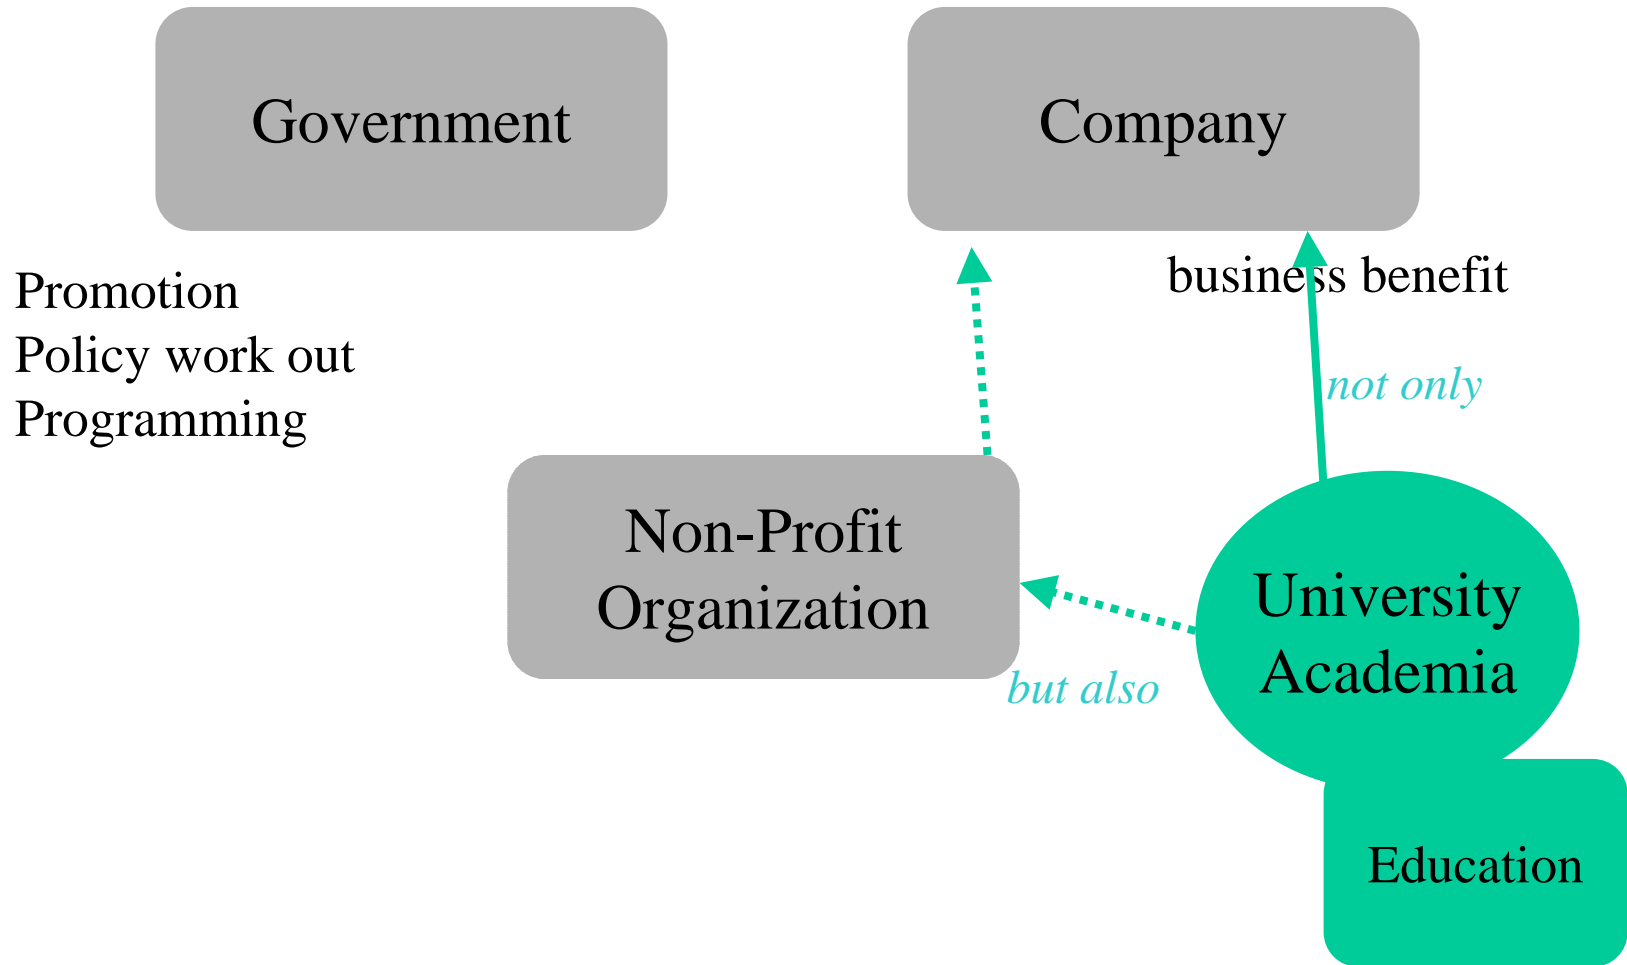 Government
Company
business benefit
Promotion
Policy work out
Programming
not only
Non-Profit
Organization
University
Academia
but also
Education